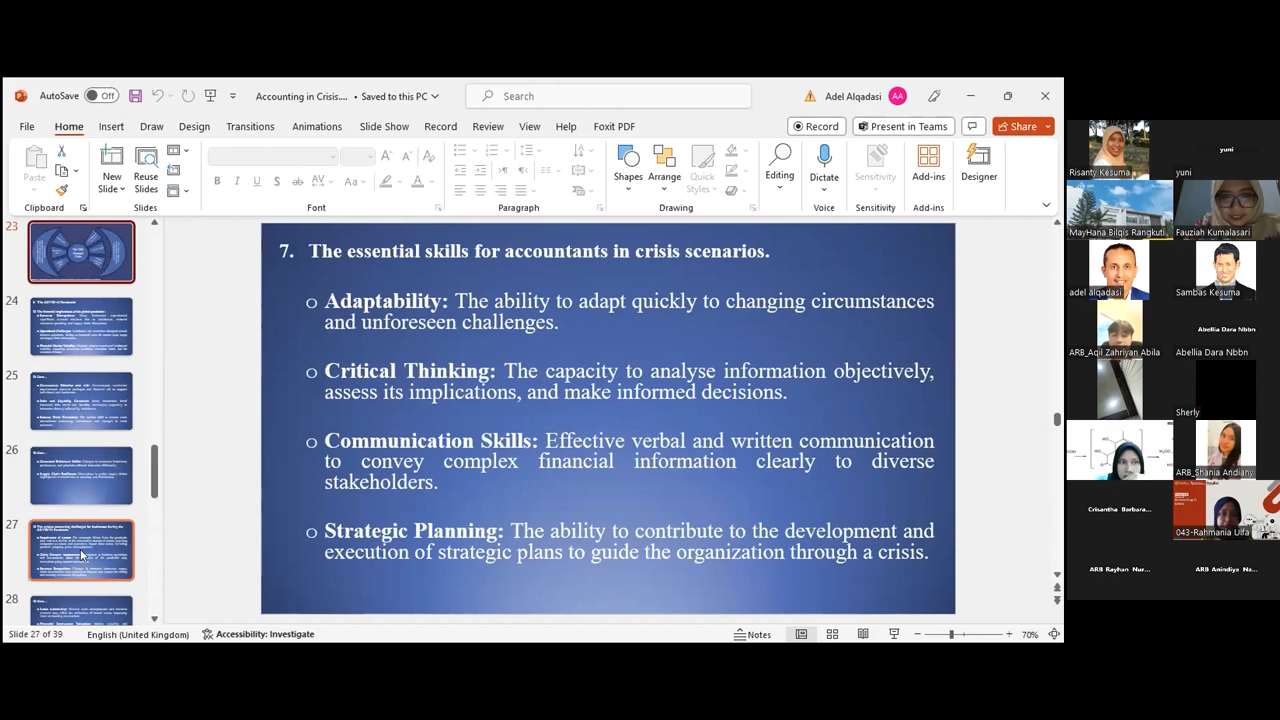 AutoSave Off Accounting in Crisis.... • Saved to this PC Search Adel Alqadasi AA
File Home Insert Draw Design Transitions Animations Slide Show Record Review View Help Foxit PDF Record Present in Teams Share
Paste New Slide Reuse Slides Shapes Arrange Quick Styles Editing Dictate Sensitivity Add-ins Designer
Clipboard Slides Font Paragraph Drawing Voice Sensitivity Add-ins
23
24
25
26
27
28
7. The essential skills for accountants in crisis scenarios.
o Adaptability: The ability to adapt quickly to changing circumstances
and unforeseen challenges.
o Critical Thinking: The capacity to analyse information objectively,
assess its implications, and make informed decisions.
o Communication Skills: Effective verbal and written communication
to convey complex financial information clearly to diverse
stakeholders.
Strategic Planning: The ability to contribute to the development and
execution of strategic plans to guide the organization through a crisis.
Slide 27 of 39 English (United Kingdom) Accessibility: Investigate Notes 70%
Risanty Kesuma
yuni
yuni
MayHana Bilqis Rangkuti
Fauziah Kumalasari
adel alqadasi
Sambas Kesuma
ARB_Aqil Zahriyan Abila
Abellia Dara Nbbn
Abellia Dara Nbbn
Sherly
ARB_Shania Andiany
Crisantha Barbara...
043-Rahmania Ulfa
ARB Rayhan Nur...
ARB Anindiya Na...